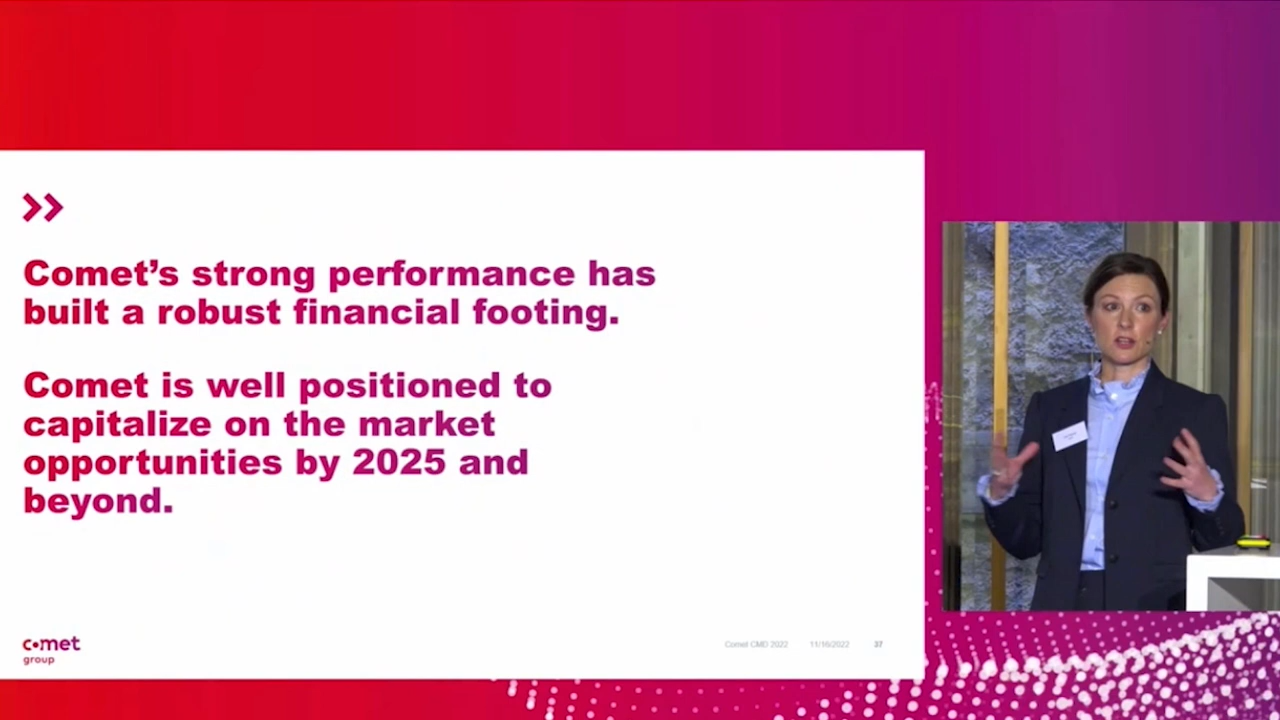 Comet’s strong performance has
built a robust financial footing.
Comet is well positioned to
capitalize on the market
opportunities by 2025 and
beyond.
comet
group
Comet CMD 2022 11/16/2022 37